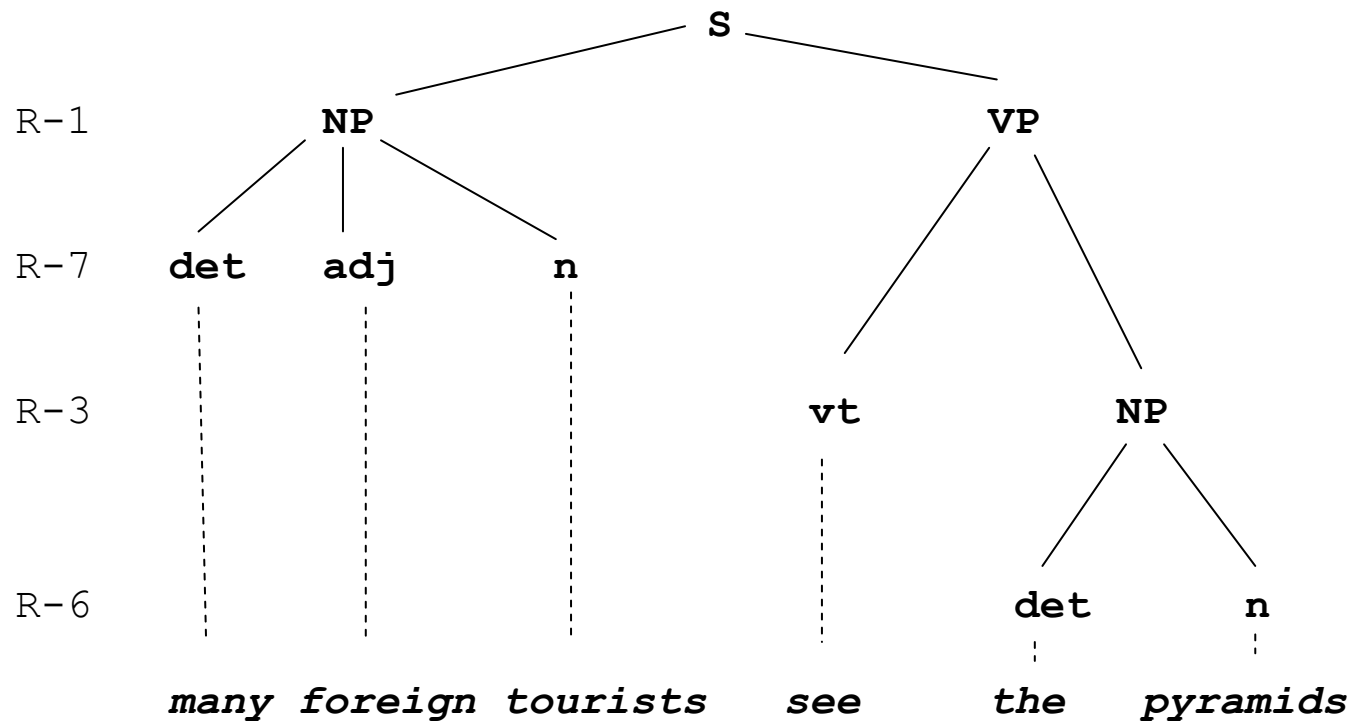 S
R-1 NP VP
R-7 det adj n
R-3 vt NP
R-6 det n
many foreign tourists see the pyramids